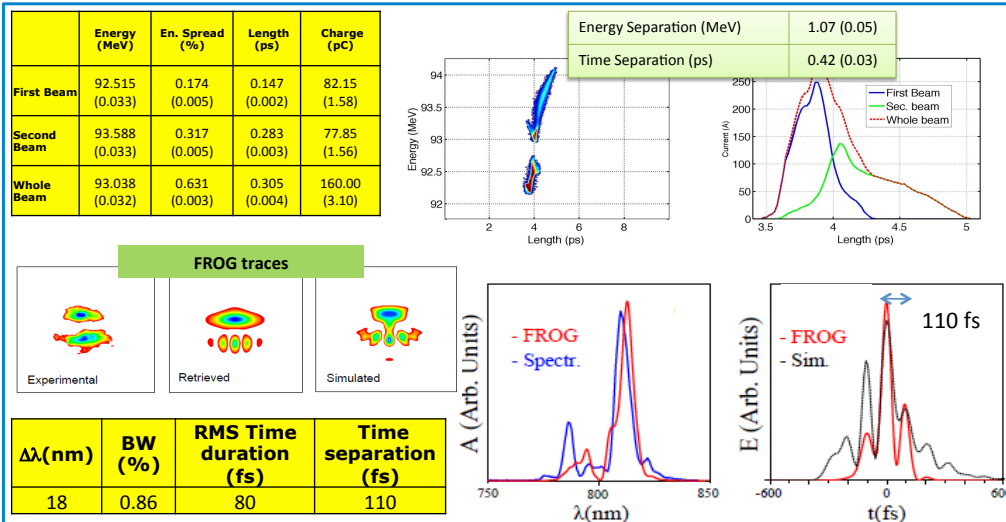 Energy (MeV) En. Spread (%) Length (ps) Charge (pC)
First Beam 92.515 (0.033) 0.174 (0.005) 0.147 (0.002) 82.15 (1.58)
Second Beam 93.588 (0.033) 0.317 (0.005) 0.283 (0.003) 77.85 (1.56)
Whole Beam 93.038 (0.032) 0.631 (0.003) 0.305 (0.004) 160.00 (3.10)
Energy Separation (MeV) 1.07 (0.05)
Time Separation (ps) 0.42 (0.03)
Energy (MeV)
94
93.5
93
92.5
92
2 4 6 8
Length (ps)
Current (A)
250
200
150
100
50
0
3.5 4 4.5 5
Length (ps)
First Beam
Sec. beam
Whole beam
FROG traces
Experimental
Retrieved
Simulated
A (Arb. Units)
- FROG
- Spectr.
750 800 850
λ(nm)
E (Arb. Units)
- FROG
- Sim.
110 fs
-600 0 600
t(fs)
Δλ(nm) BW (%) RMS Time duration (fs) Time separation (fs)
18 0.86 80 110